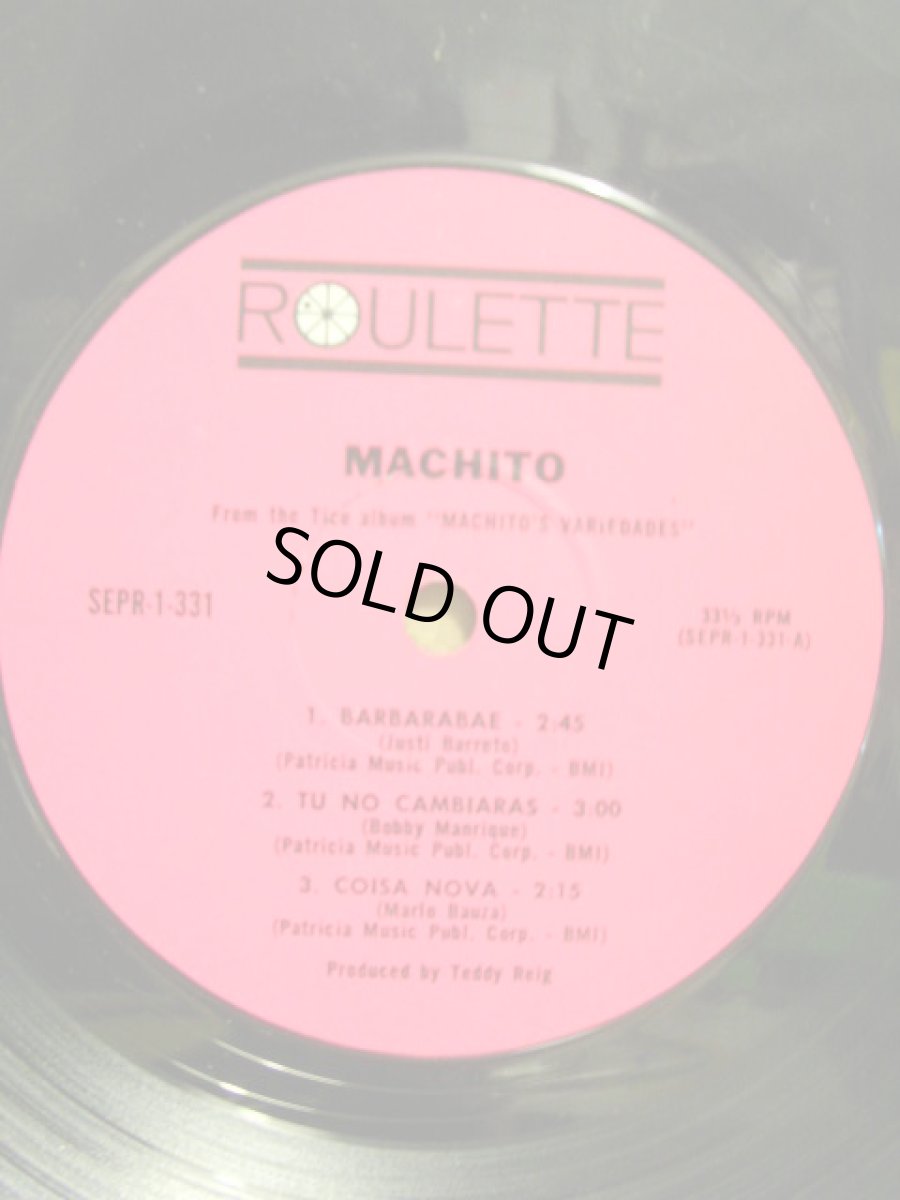 ROULETTE
MACHITO
From the Tico album "MACHITO'S VARIEDADES"
SOLD OUT
SEPR-1-331
33⅓ RPM
(SEPR-1-331-A)
1. BARBARABAE - 2:45
(Justi Barreto)
(Patricia Music Publ. Corp. - BMI)
2. TU NO CAMBIARAS - 3:00
(Bobby Manrique)
(Patricia Music Publ. Corp. - BMI)
3. COISA NOVA - 2:15
(Mario Bauza)
(Patricia Music Publ. Corp. - BMI)
Produced by Teddy Reig